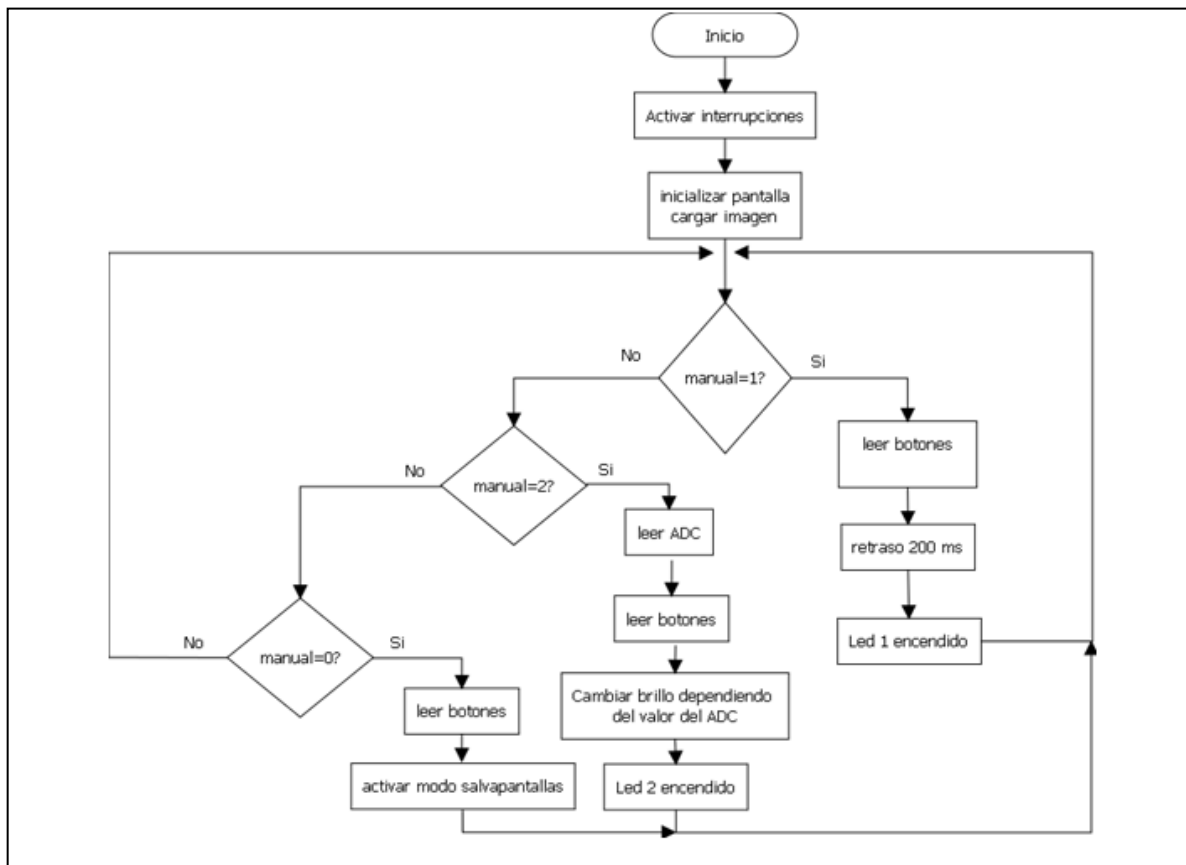 Inicio
Activar interrupciones
inicializar pantalla
cargar imagen
No
manual=1?
Si
leer botones
retraso 200 ms
Led 1 encendido
No
manual=2?
Si
leer ADC
leer botones
Cambiar brillo dependiendo
del valor del ADC
Led 2 encendido
No
manual=0?
Si
leer botones
activar modo salvapantallas